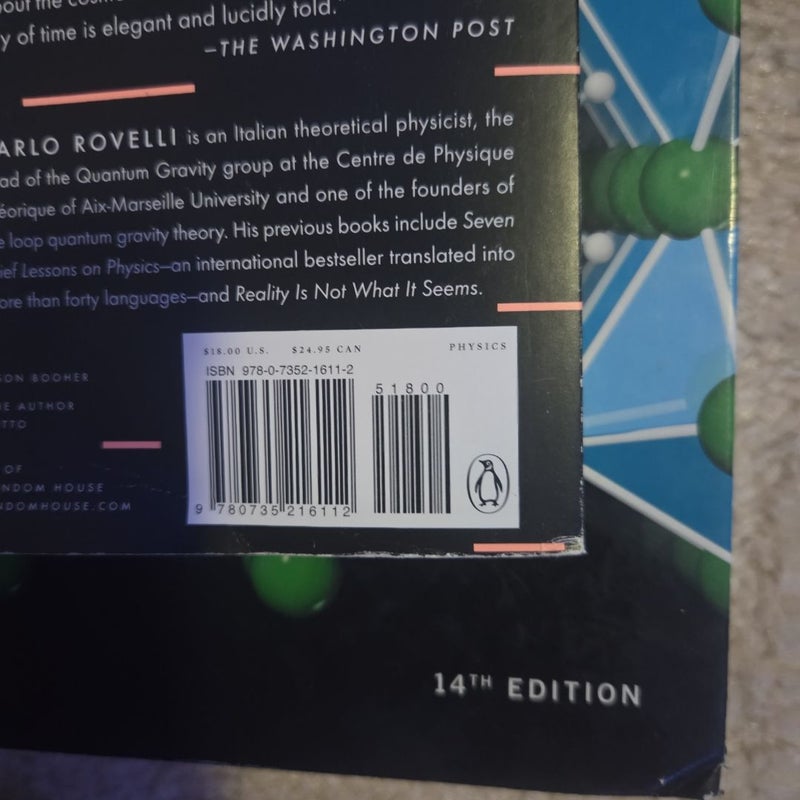 out the
y of time is elegant and lucidly told."
–THE WASHINGTON POST
ARLO ROVELLI is an Italian theoretical physicist, the
ad of the Quantum Gravity group at the Centre de Physique
éorique of Aix-Marseille University and one of the founders of
e loop quantum gravity theory. His previous books include Seven
ief Lessons on Physics—an international bestseller translated into
ore than forty languages—and Reality Is Not What It Seems.
$18.00 U.S. $24.95 CAN PHYSICS
ISBN 978-0-7352-1611-2
51800
9 780735 216112
SON BOOHER
E AUTHOR
TTO
OF
NDOM HOUSE
NDOMHOUSE.COM
14TH EDITION